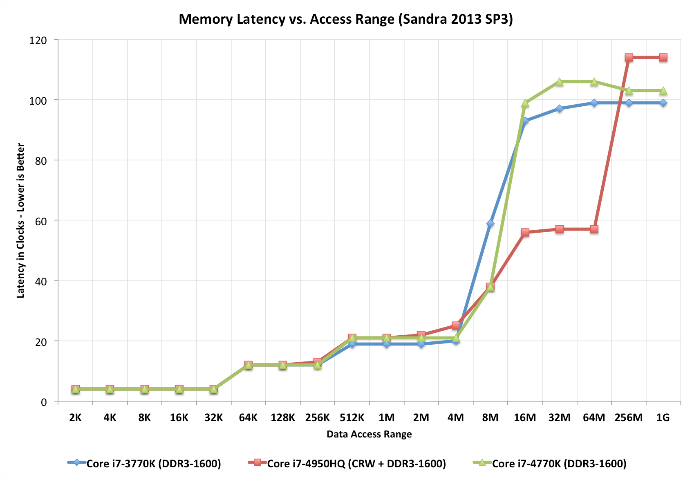 Memory Latency vs. Access Range (Sandra 2013 SP3)
120
100
80
60
40
20
0
Latency in Clocks - Lower is Better
2K 4K 8K 16K 32K 64K 128K 256K 512K 1M 2M 4M 8M 16M 32M 64M 256M 1G
Data Access Range
Core i7-3770K (DDR3-1600) Core i7-4950HQ (CRW + DDR3-1600) Core i7-4770K (DDR3-1600)